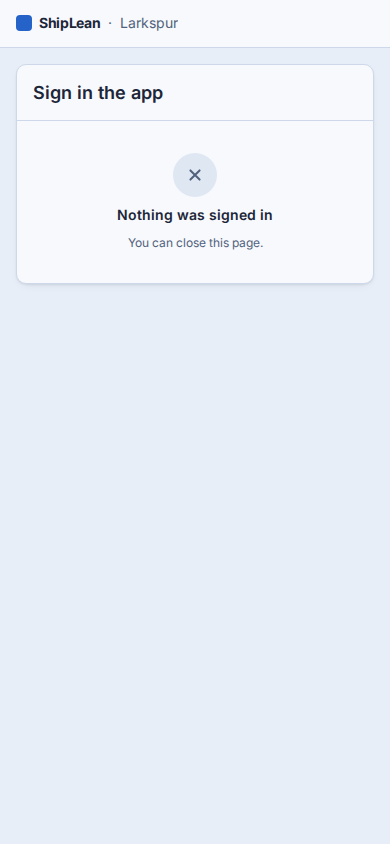 ShipLean · Larkspur
Sign in the app
Nothing was signed in
You can close this page.